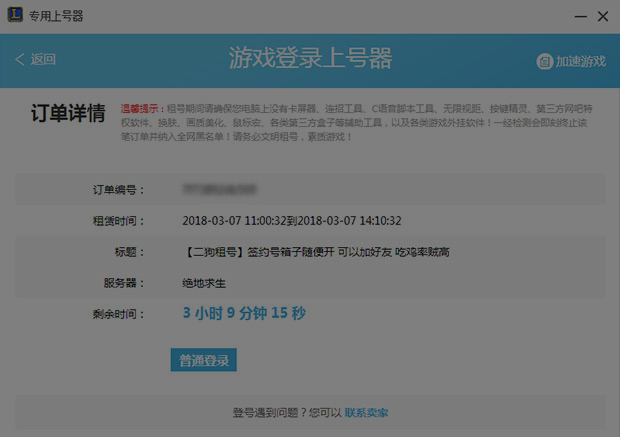 专用上号器
返回
游戏登录上号器
加速游戏
订单详情
温馨提示：租号期间请确保您电脑上没有卡屏器、连招工具、C语言脚本工具、无限视距、按键精灵、第三方网吧特
权软件、换肤、画质美化、鼠标宏、各类第三方盒子等辅助工具，以及各类游戏外挂软件！一经检测会即刻终止该
笔订单并纳入全网黑名单！请务必文明租号，素质游戏！
订单编号：
租赁时间： 2018-03-07 11:00:32到2018-03-07 14:10:32
标题： 【二狗租号】签约号箱子随便开 可以加好友 吃鸡率贼高
服务器： 绝地求生
剩余时间： 3 小时 9 分钟 15 秒
普通登录
登号遇到问题？您可以 联系卖家